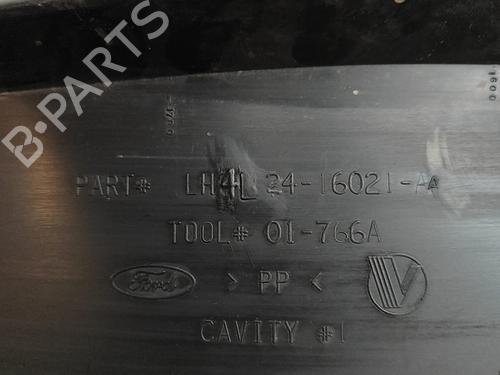 B-PARTS
PART# LH4L 24-16021-AA
TOOL# 01-766A
Ford > PP <
CAVITY #1